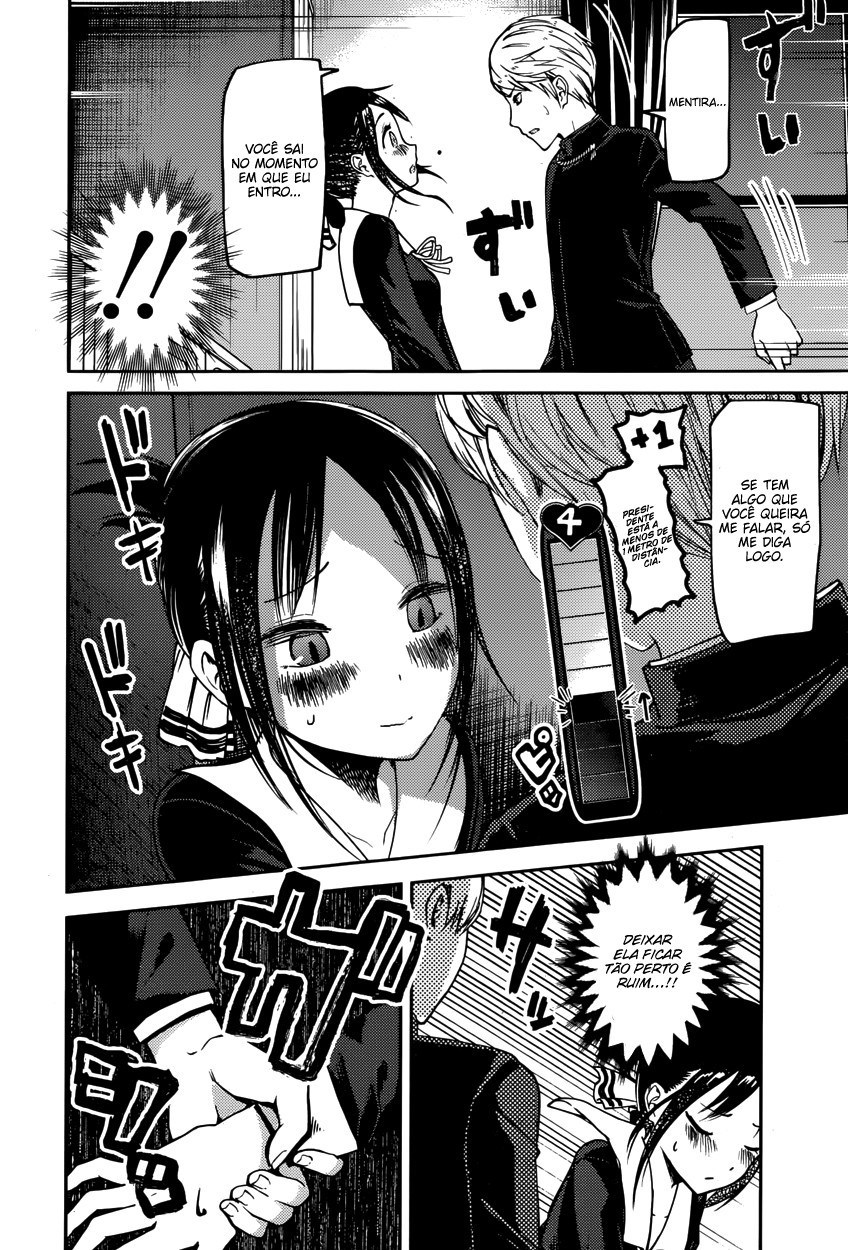 ずい
MENTIRA...
ずい
VOCÊ SAI
NO MOMENTO
EM QUE EU
ENTRO...
!!
SE TEM
ALGO QUE
VOCÊ QUEIRA
ME FALAR, SÓ
ME DIGA
LOGO.
+1
PRESI-
DENTE
ESTÁ A
MENOS DE
1 METRO DE
DISTÂN-
CIA.
4
ピッ
ドキ
ドキ
DEIXAR
ELA FICAR
TÃO PERTO É
RUIM...!!